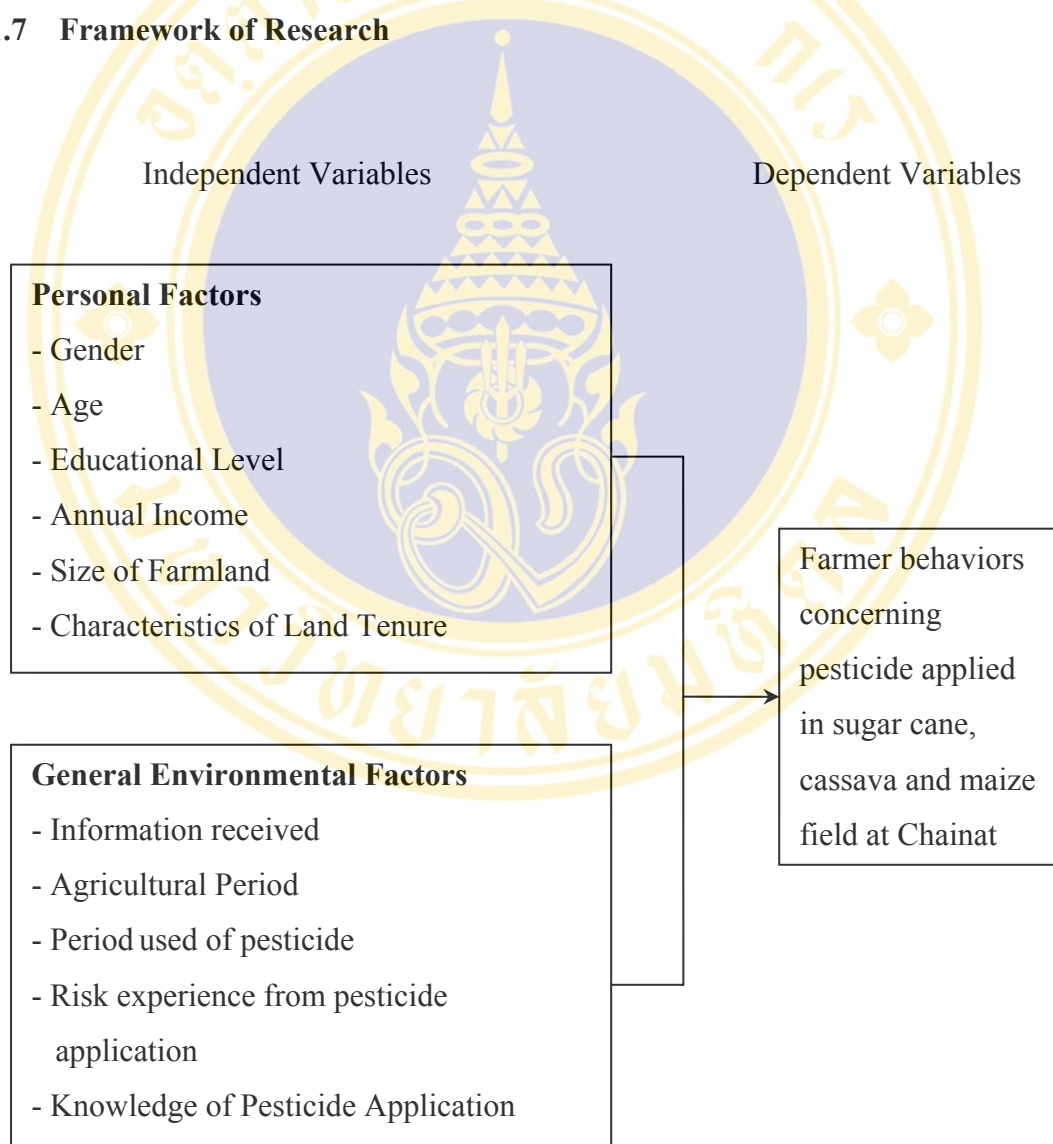 .7 Framework of Research
Independent Variables
Dependent Variables
Personal Factors
- Gender
- Age
- Educational Level
- Annual Income
- Size of Farmland
- Characteristics of Land Tenure
General Environmental Factors
- Information received
- Agricultural Period
- Period used of pesticide
- Risk experience from pesticide
application
- Knowledge of Pesticide Application
Farmer behaviors
concerning
pesticide applied
in sugar cane,
cassava and maize
field at Chainat